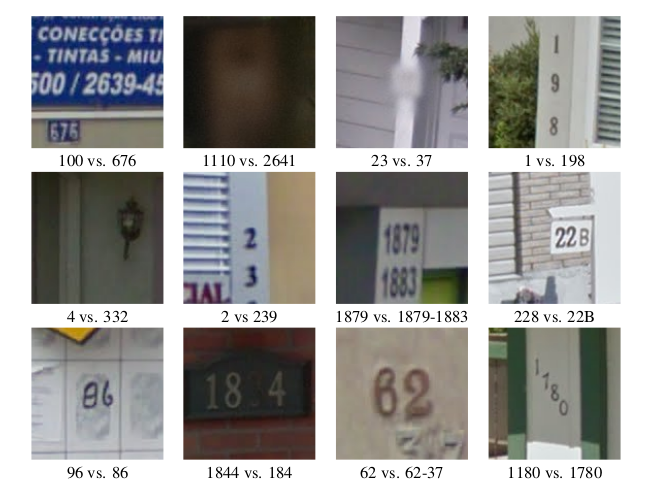 CONECÇÕES TI
- TINTAS - MIU
500 / 2639-45
676
100 vs. 676
1110 vs. 2641
23 vs. 37
1
9
8
1 vs. 198
4 vs. 332
2
3
2 vs 239
1879
1883
1879 vs. 1879-1883
22B
228 vs. 22B
86
96 vs. 86
18 4
1844 vs. 184
62
62 vs. 62-37
1780
1180 vs. 1780